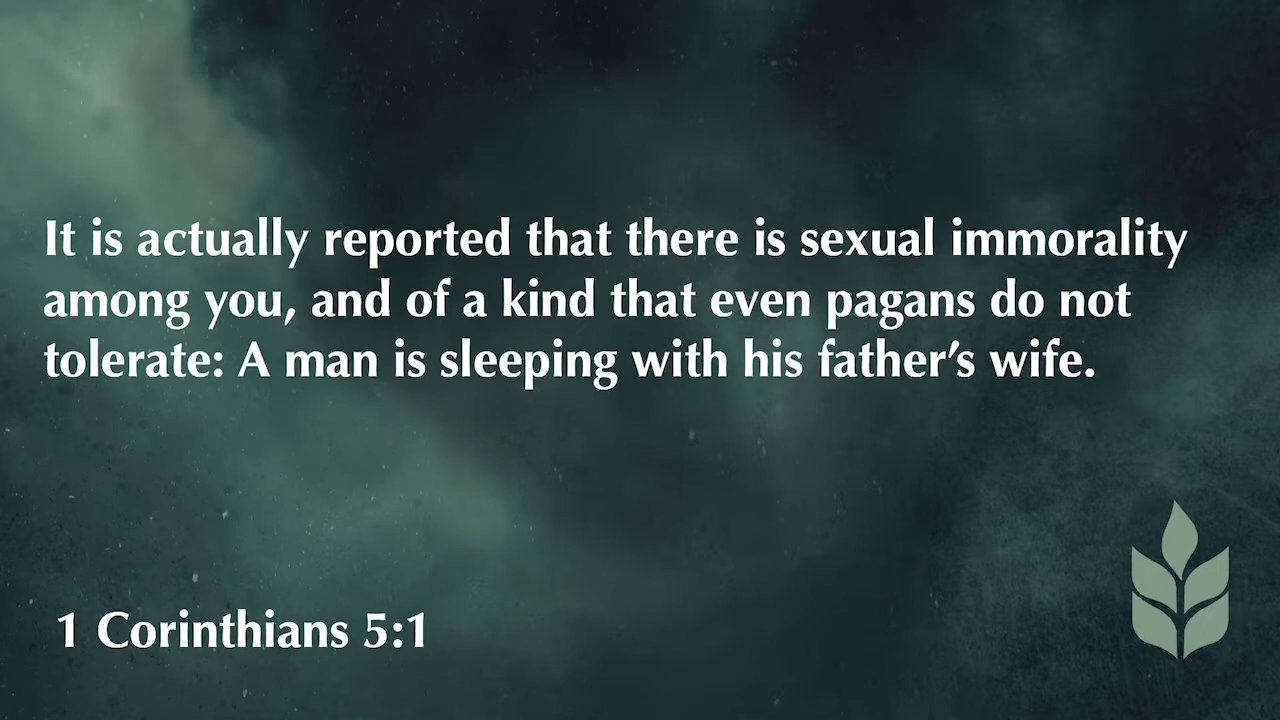 It is actually reported that there is sexual immorality
among you, and of a kind that even pagans do not
tolerate: A man is sleeping with his father’s wife.
1 Corinthians 5:1